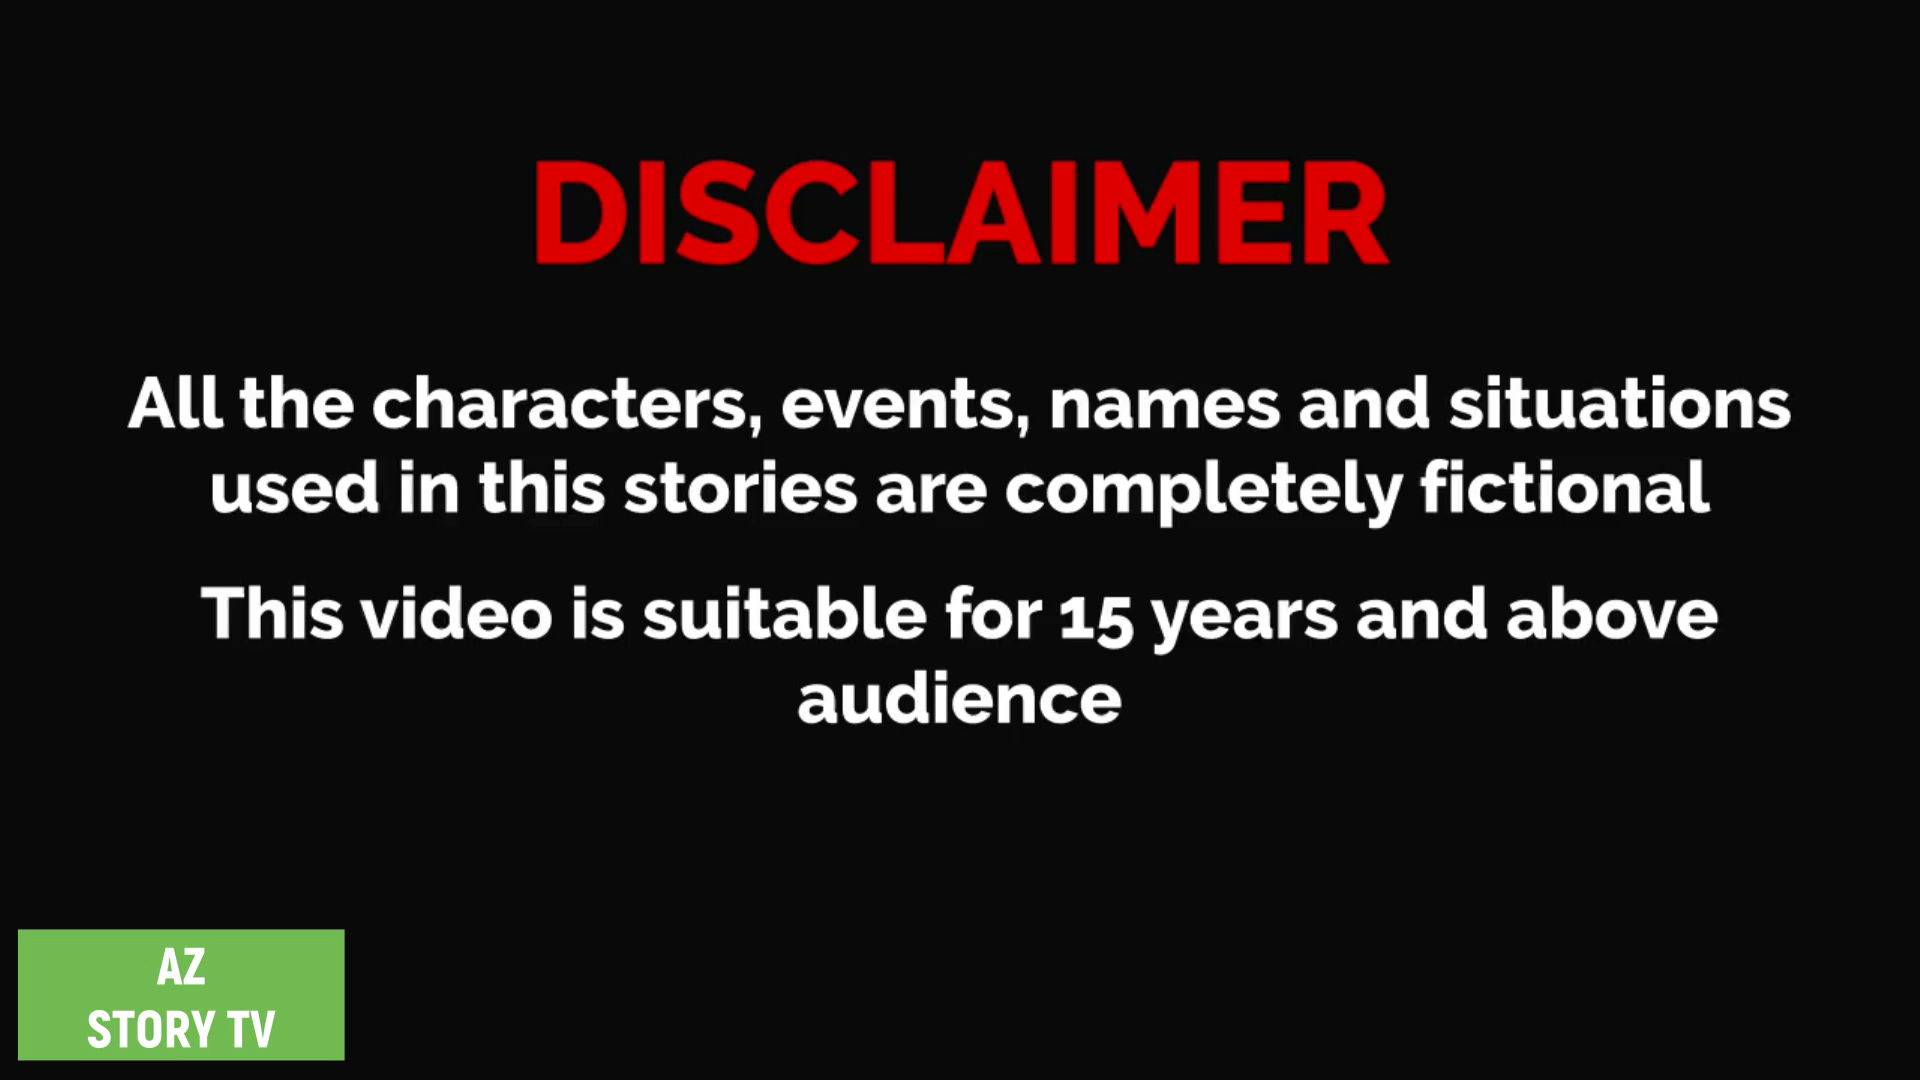 DISCLAIMER
All the characters, events, names and situations
used in this stories are completely fictional
This video is suitable for 15 years and above
audience
AZ
STORY TV